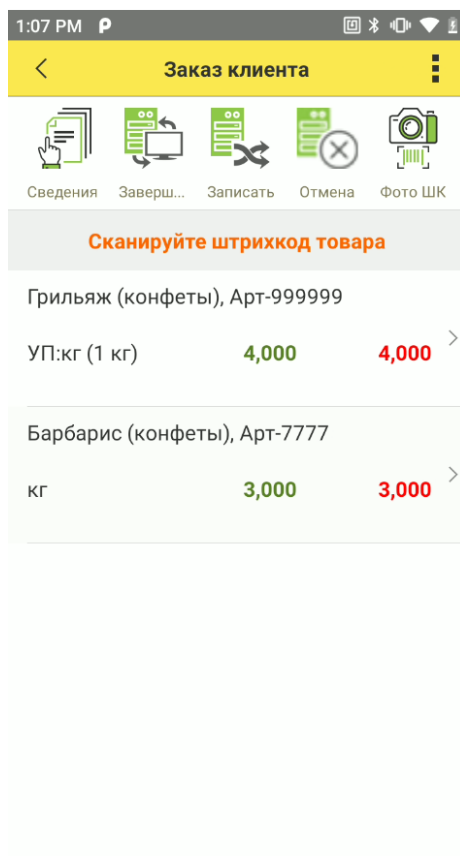 1:07 PM
Заказ клиента
Сведения Заверш... Записать Отмена Фото ШК
Сканируйте штрихкод товара
Грильяж (конфеты), Арт-999999
УП:кг (1 кг) 4,000 4,000
Барбарис (конфеты), Арт-7777
кг 3,000 3,000